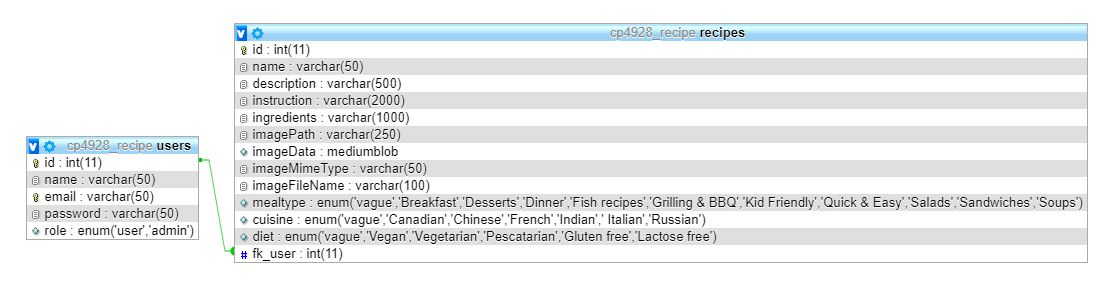 cp4928_recipe users
id : int(11)
name : varchar(50)
email : varchar(50)
password : varchar(50)
role : enum('user','admin')
cp4928_recipe recipes
id : int(11)
name : varchar(50)
description : varchar(500)
instruction : varchar(2000)
ingredients : varchar(1000)
imagePath : varchar(250)
imageData : mediumblob
imageMimeType : varchar(50)
imageFileName : varchar(100)
mealtype : enum('vague','Breakfast','Desserts','Dinner','Fish recipes','Grilling & BBQ','Kid Friendly','Quick & Easy','Salads','Sandwiches','Soups')
cuisine : enum('vague','Canadian','Chinese','French','Indian',' Italian','Russian')
diet : enum('vague','Vegan','Vegetarian','Pescatarian','Gluten free','Lactose free')
fk_user : int(11)